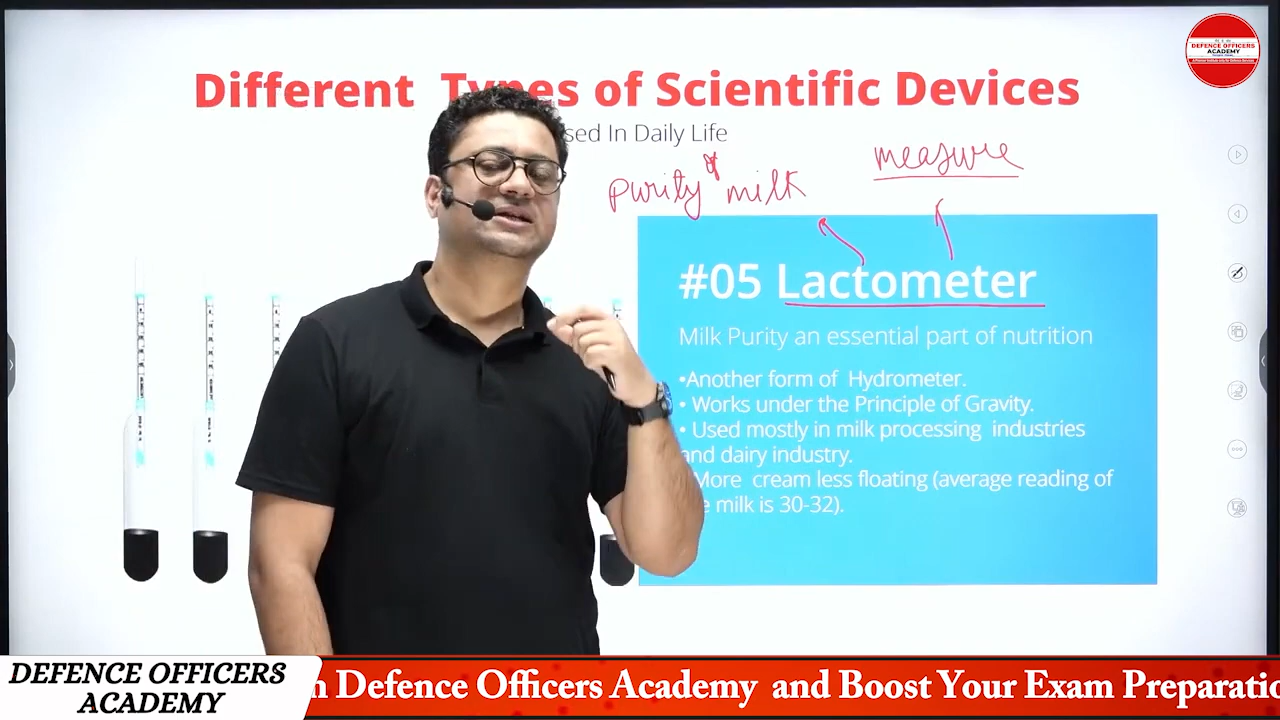 DEFENCE OFFICERS
ACADEMY
Different Types of Scientific Devices
sed In Daily Life
purity of milk
measure
#05 Lactometer
Milk Purity an essential part of nutrition
•Another form of Hydrometer.
• Works under the Principle of Gravity.
• Used mostly in milk processing industries
and dairy industry.
More cream less floating (average reading of
e milk is 30-32).
DEFENCE OFFICERS
ACADEMY
n Defence Officers Academy and Boost Your Exam Preparatio